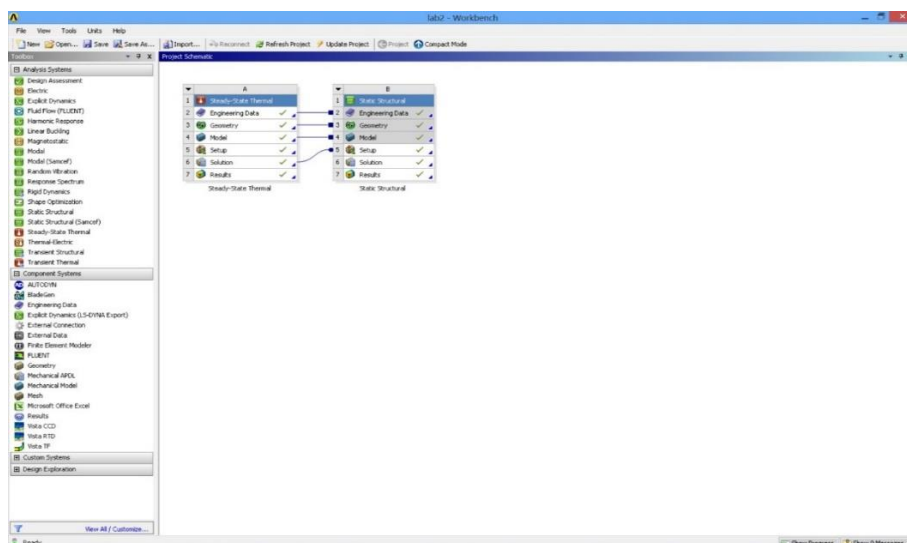 lab2 - Workbench
File View Tools Units Help
New Open... Save Save As... Import... Reconnect Refresh Project Update Project Project Compact Mode
Toolbox
Project Schematic
Analysis Systems
Design Assessment
Electric
Explicit Dynamics
Fluid Flow (FLUENT)
Harmonic Response
Linear Buckling
Magnetostatic
Modal
Modal (Samcef)
Random Vibration
Response Spectrum
Rigid Dynamics
Shape Optimization
Static Structural
Static Structural (Samcef)
Steady-State Thermal
Thermal-Electric
Transient Structural
Transient Thermal
Component Systems
AUTODYN
BladeGen
Engineering Data
Explicit Dynamics (LS-DYNA Export)
External Connection
External Data
Finite Element Modeler
FLUENT
Geometry
Mechanical APDL
Mechanical Model
Mesh
Microsoft Office Excel
Results
Vista CCD
Vista RTD
Vista TF
Custom Systems
Design Exploration
View All / Customize...
A
1 Steady-State Thermal
2 Engineering Data
3 Geometry
4 Model
5 Setup
6 Solution
7 Results
Steady-State Thermal
B
1 Static Structural
2 Engineering Data
3 Geometry
4 Model
5 Setup
6 Solution
7 Results
Static Structural
Ready
Show Progress Show 0 Messages